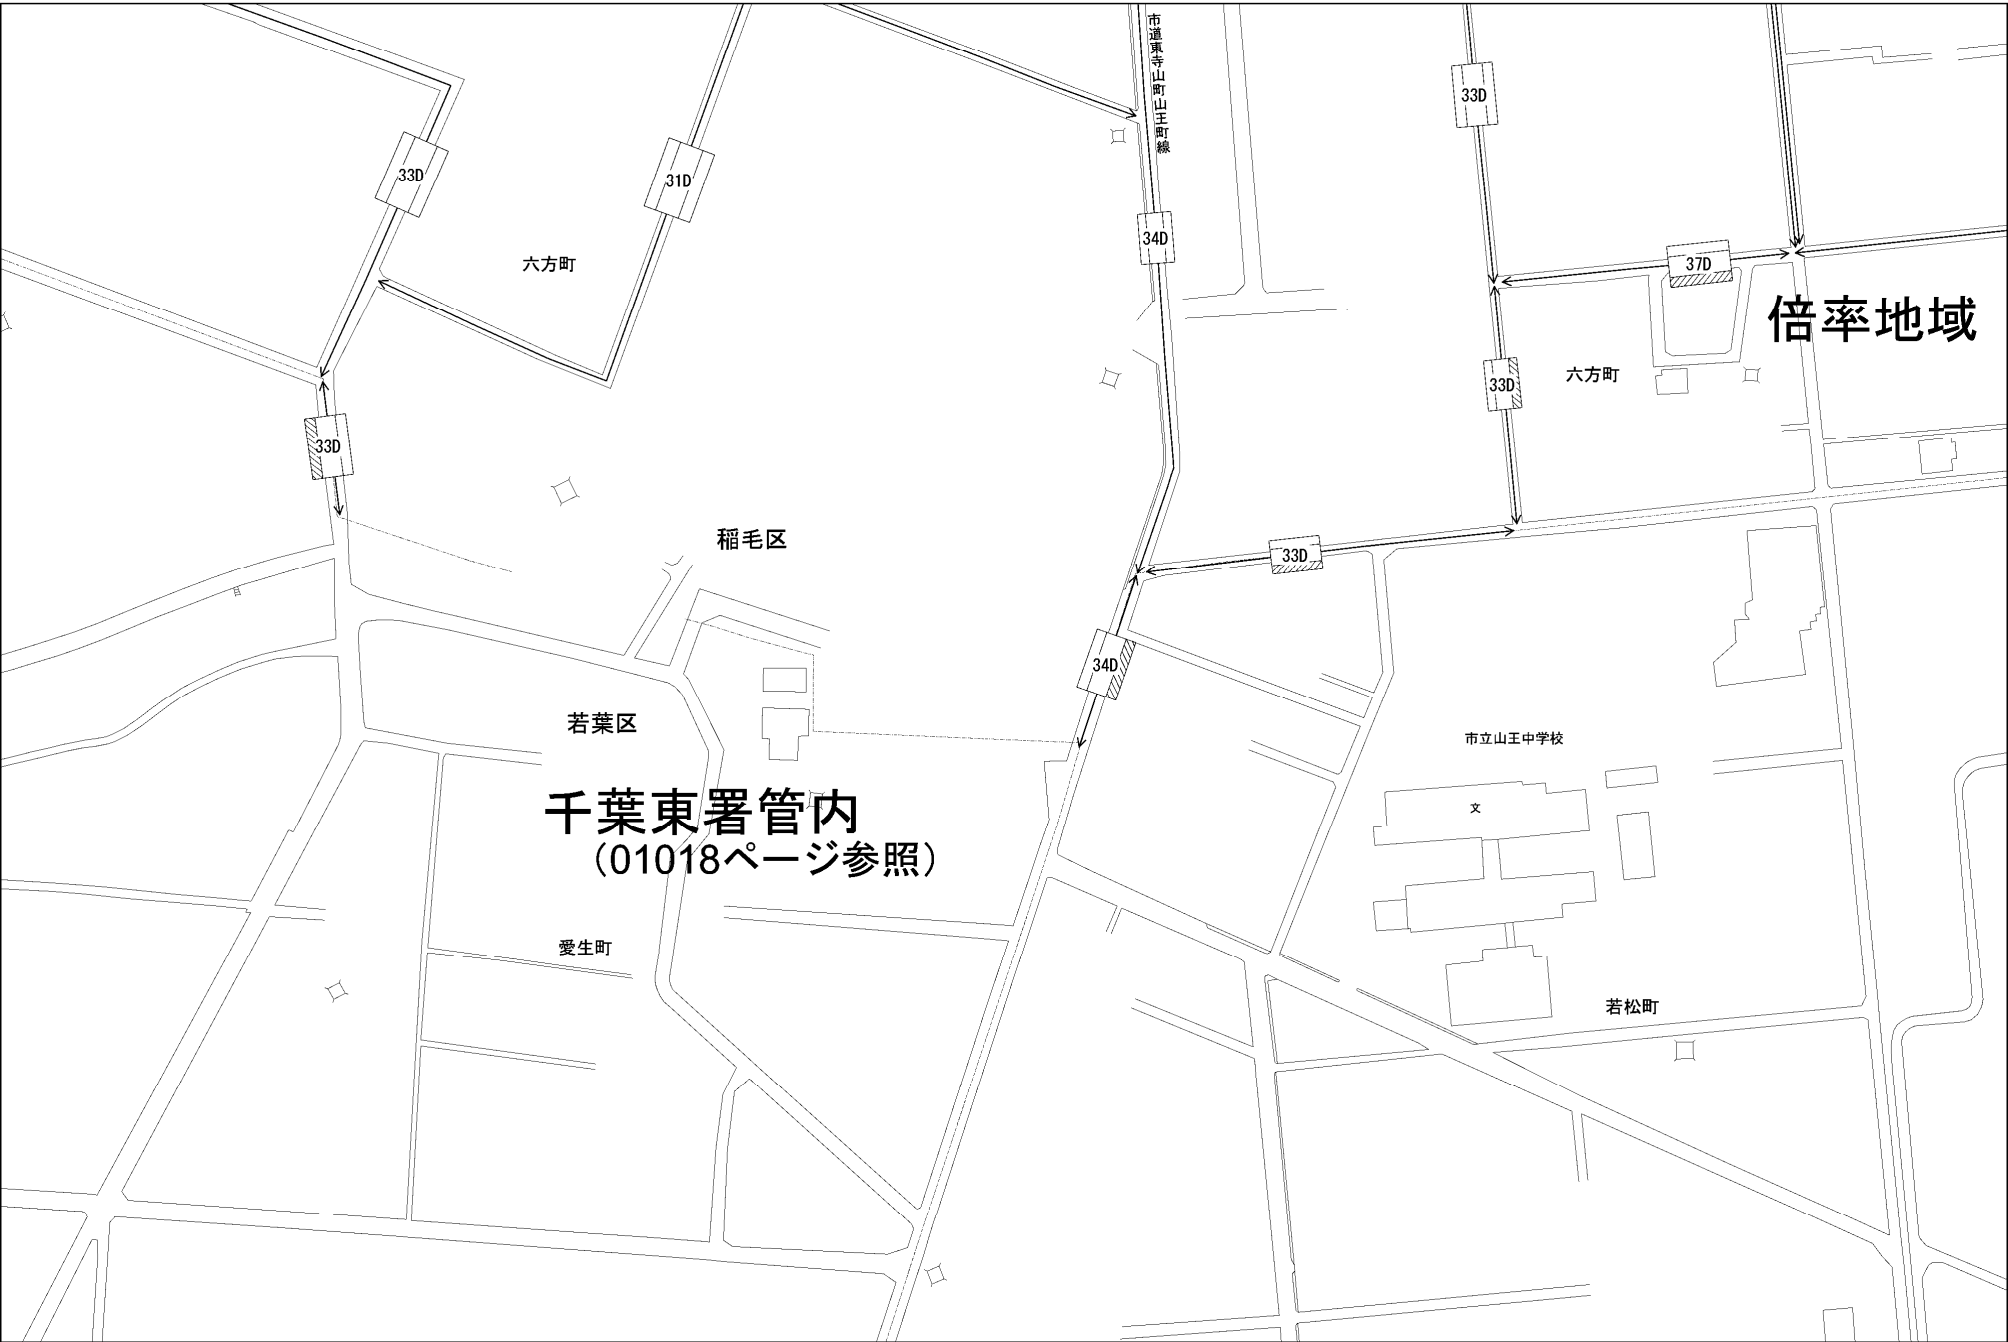 市道東寺山町山王町線
33D
33D
31D
34D
六方町
37D
倍率地域
六方町
33D
33D
稲毛区
33D
34D
若葉区
市立山王中学校
千葉東署管内
文
（01018ページ参照）
愛生町
若松町